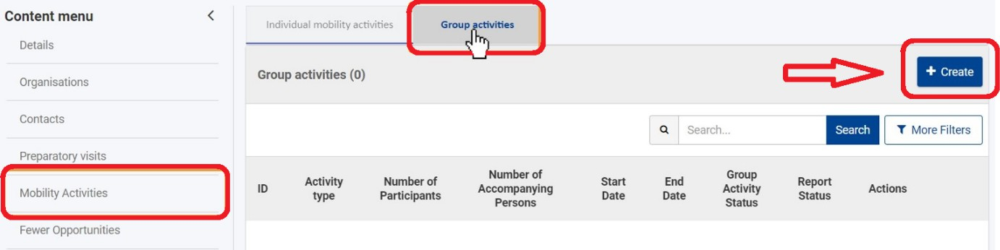 Content menu
Details
Organisations
Contacts
Preparatory visits
Mobility Activities
Fewer Opportunities
Individual mobility activities
Group activities
Group activities (0)
+ Create
Search...
Search
More Filters
ID
Activity
type
Number of
Participants
Number of
Accompanying
Persons
Start
Date
End
Date
Group
Activity
Status
Report
Status
Actions